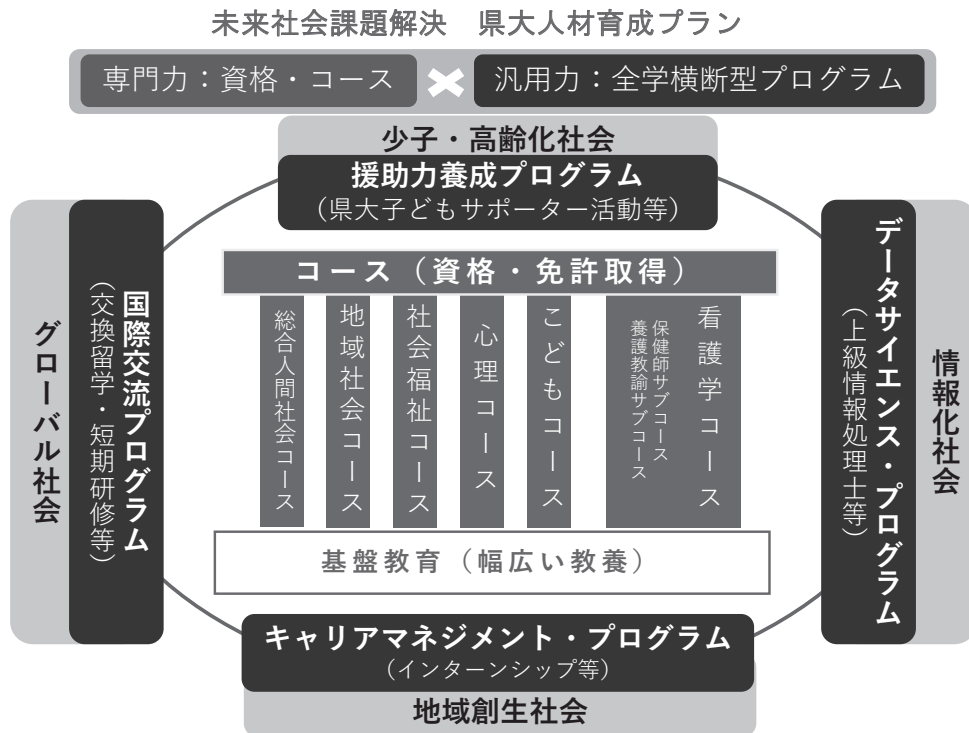 未来社会課題解決　県大人材育成プラン
専門力：資格・コース
汎用力：全学横断型プログラム
少子・高齢化社会
援助力養成プログラム
（県大子どもサポーター活動等）
グローバル社会
国際交流プログラム
（交換留学・短期研修等）
コース（資格・免許取得）
総合人間社会コース
地域社会コース
社会福祉コース
心理コース
こどもコース
看護学コース
保健師サブコース
養護教諭サブコース
基盤教育（幅広い教養）
データサイエンス・プログラム
（上級情報処理士等）
情報化社会
キャリアマネジメント・プログラム
（インターンシップ等）
地域創生社会